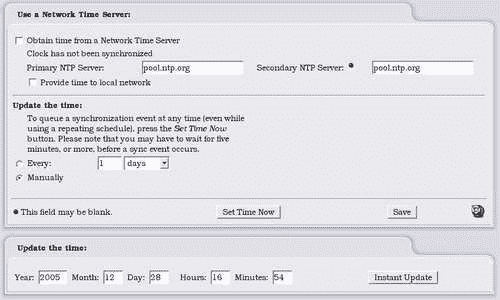 Use a Network Time Server:
Obtain time from a Network Time Server
Clock has not been synchronized
Primary NTP Server: pool.ntp.org Secondary NTP Server: pool.ntp.org
Provide time to local network
Update the time:
To queue a synchronization event at any time (even while
using a repeating schedule), press the Set Time Now
button. Please note that you may have to wait for five
minutes, or more, before a sync event occurs.
Every: 1 days
Manually
This field may be blank. Set Time Now Save
Update the time:
Year: 2005 Month: 12 Day: 28 Hours: 16 Minutes: 54 Instant Update